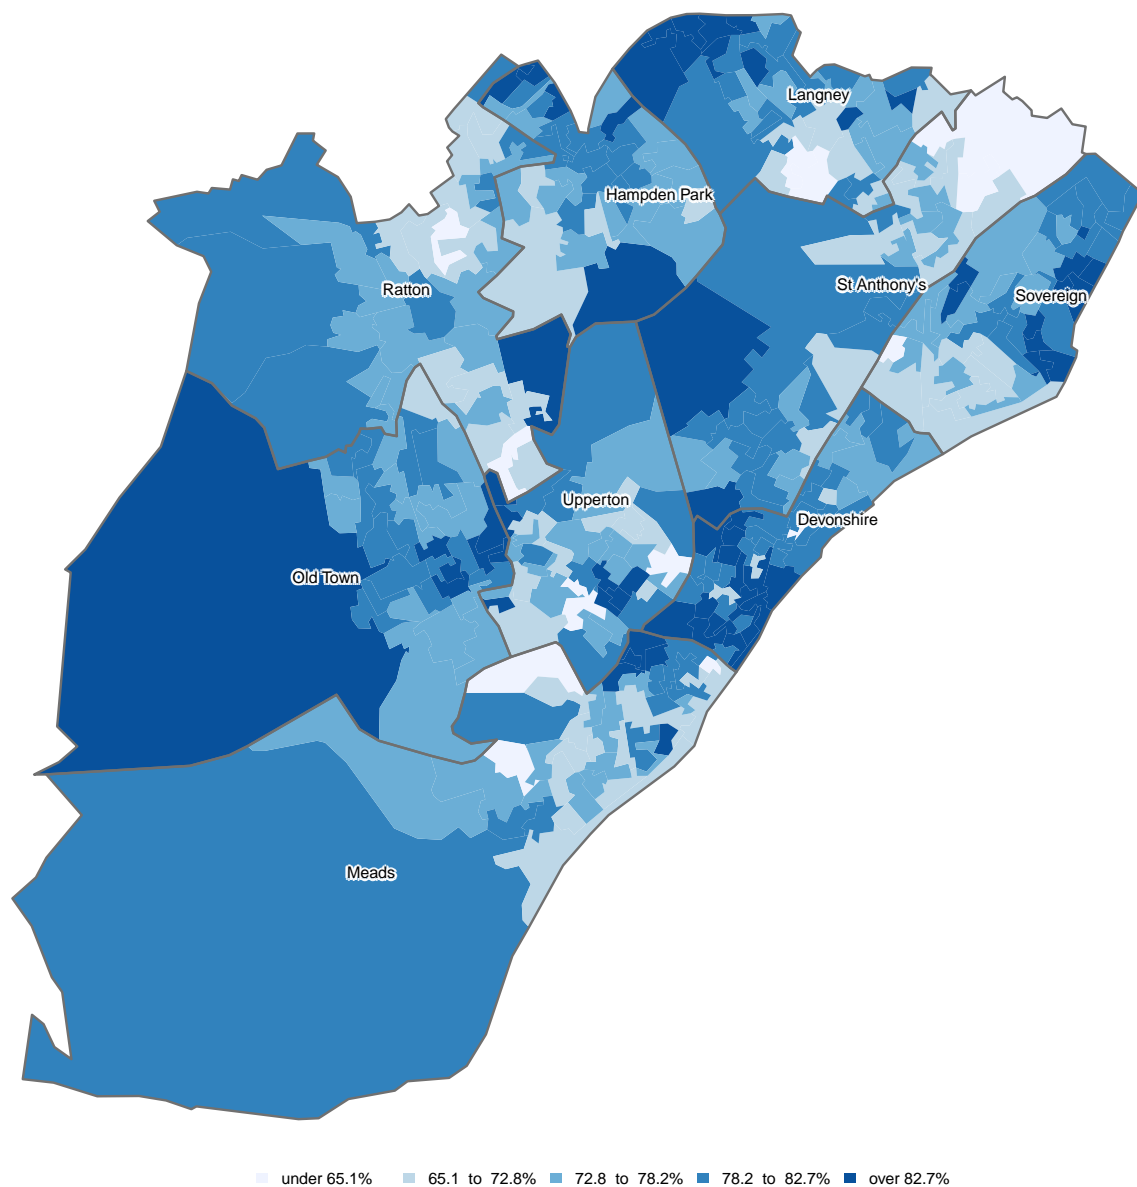 Langney
Hampden Park
Ratton
St Anthony's
Sovereign
Upperton
Devonshire
Old Town
Meads
under 65.1% 65.1 to 72.8% 72.8 to 78.2% 78.2 to 82.7% over 82.7%